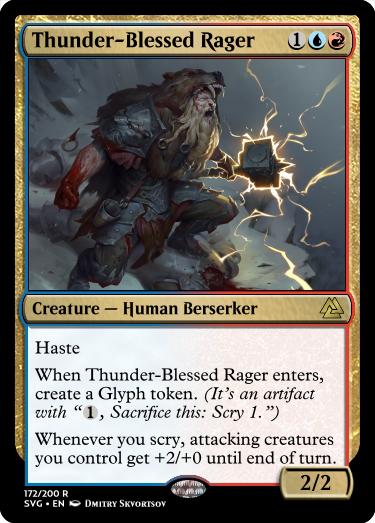 Thunder-Blessed Rager 1
Creature — Human Berserker
Haste
When Thunder-Blessed Rager enters,
create a Glyph token. (It's an artifact
with “1, Sacrifice this: Scry 1.”)
Whenever you scry, attacking creatures
you control get +2/+0 until end of turn.
2/2
172/200 R
SVG • EN Dmitry Skvortsov